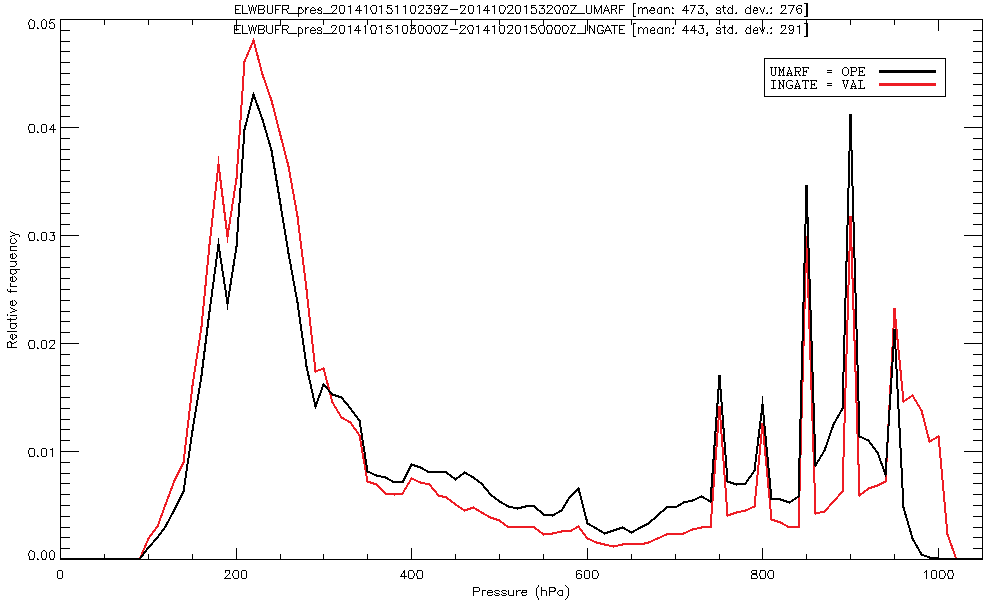 ELWBUFR_pres_20141015110239Z-20141020153200Z_UMARF [mean: 473, std. dev.: 276]
ELWBUFR_pres_20141015105000Z-20141020150000Z_INGATE [mean: 443, std. dev.: 291]
UMARF = OPE
INGATE = VAL
0.05
0.04
0.03
0.02
0.01
0.00
Relative frequency
0 200 400 600 800 1000
Pressure (hPa)